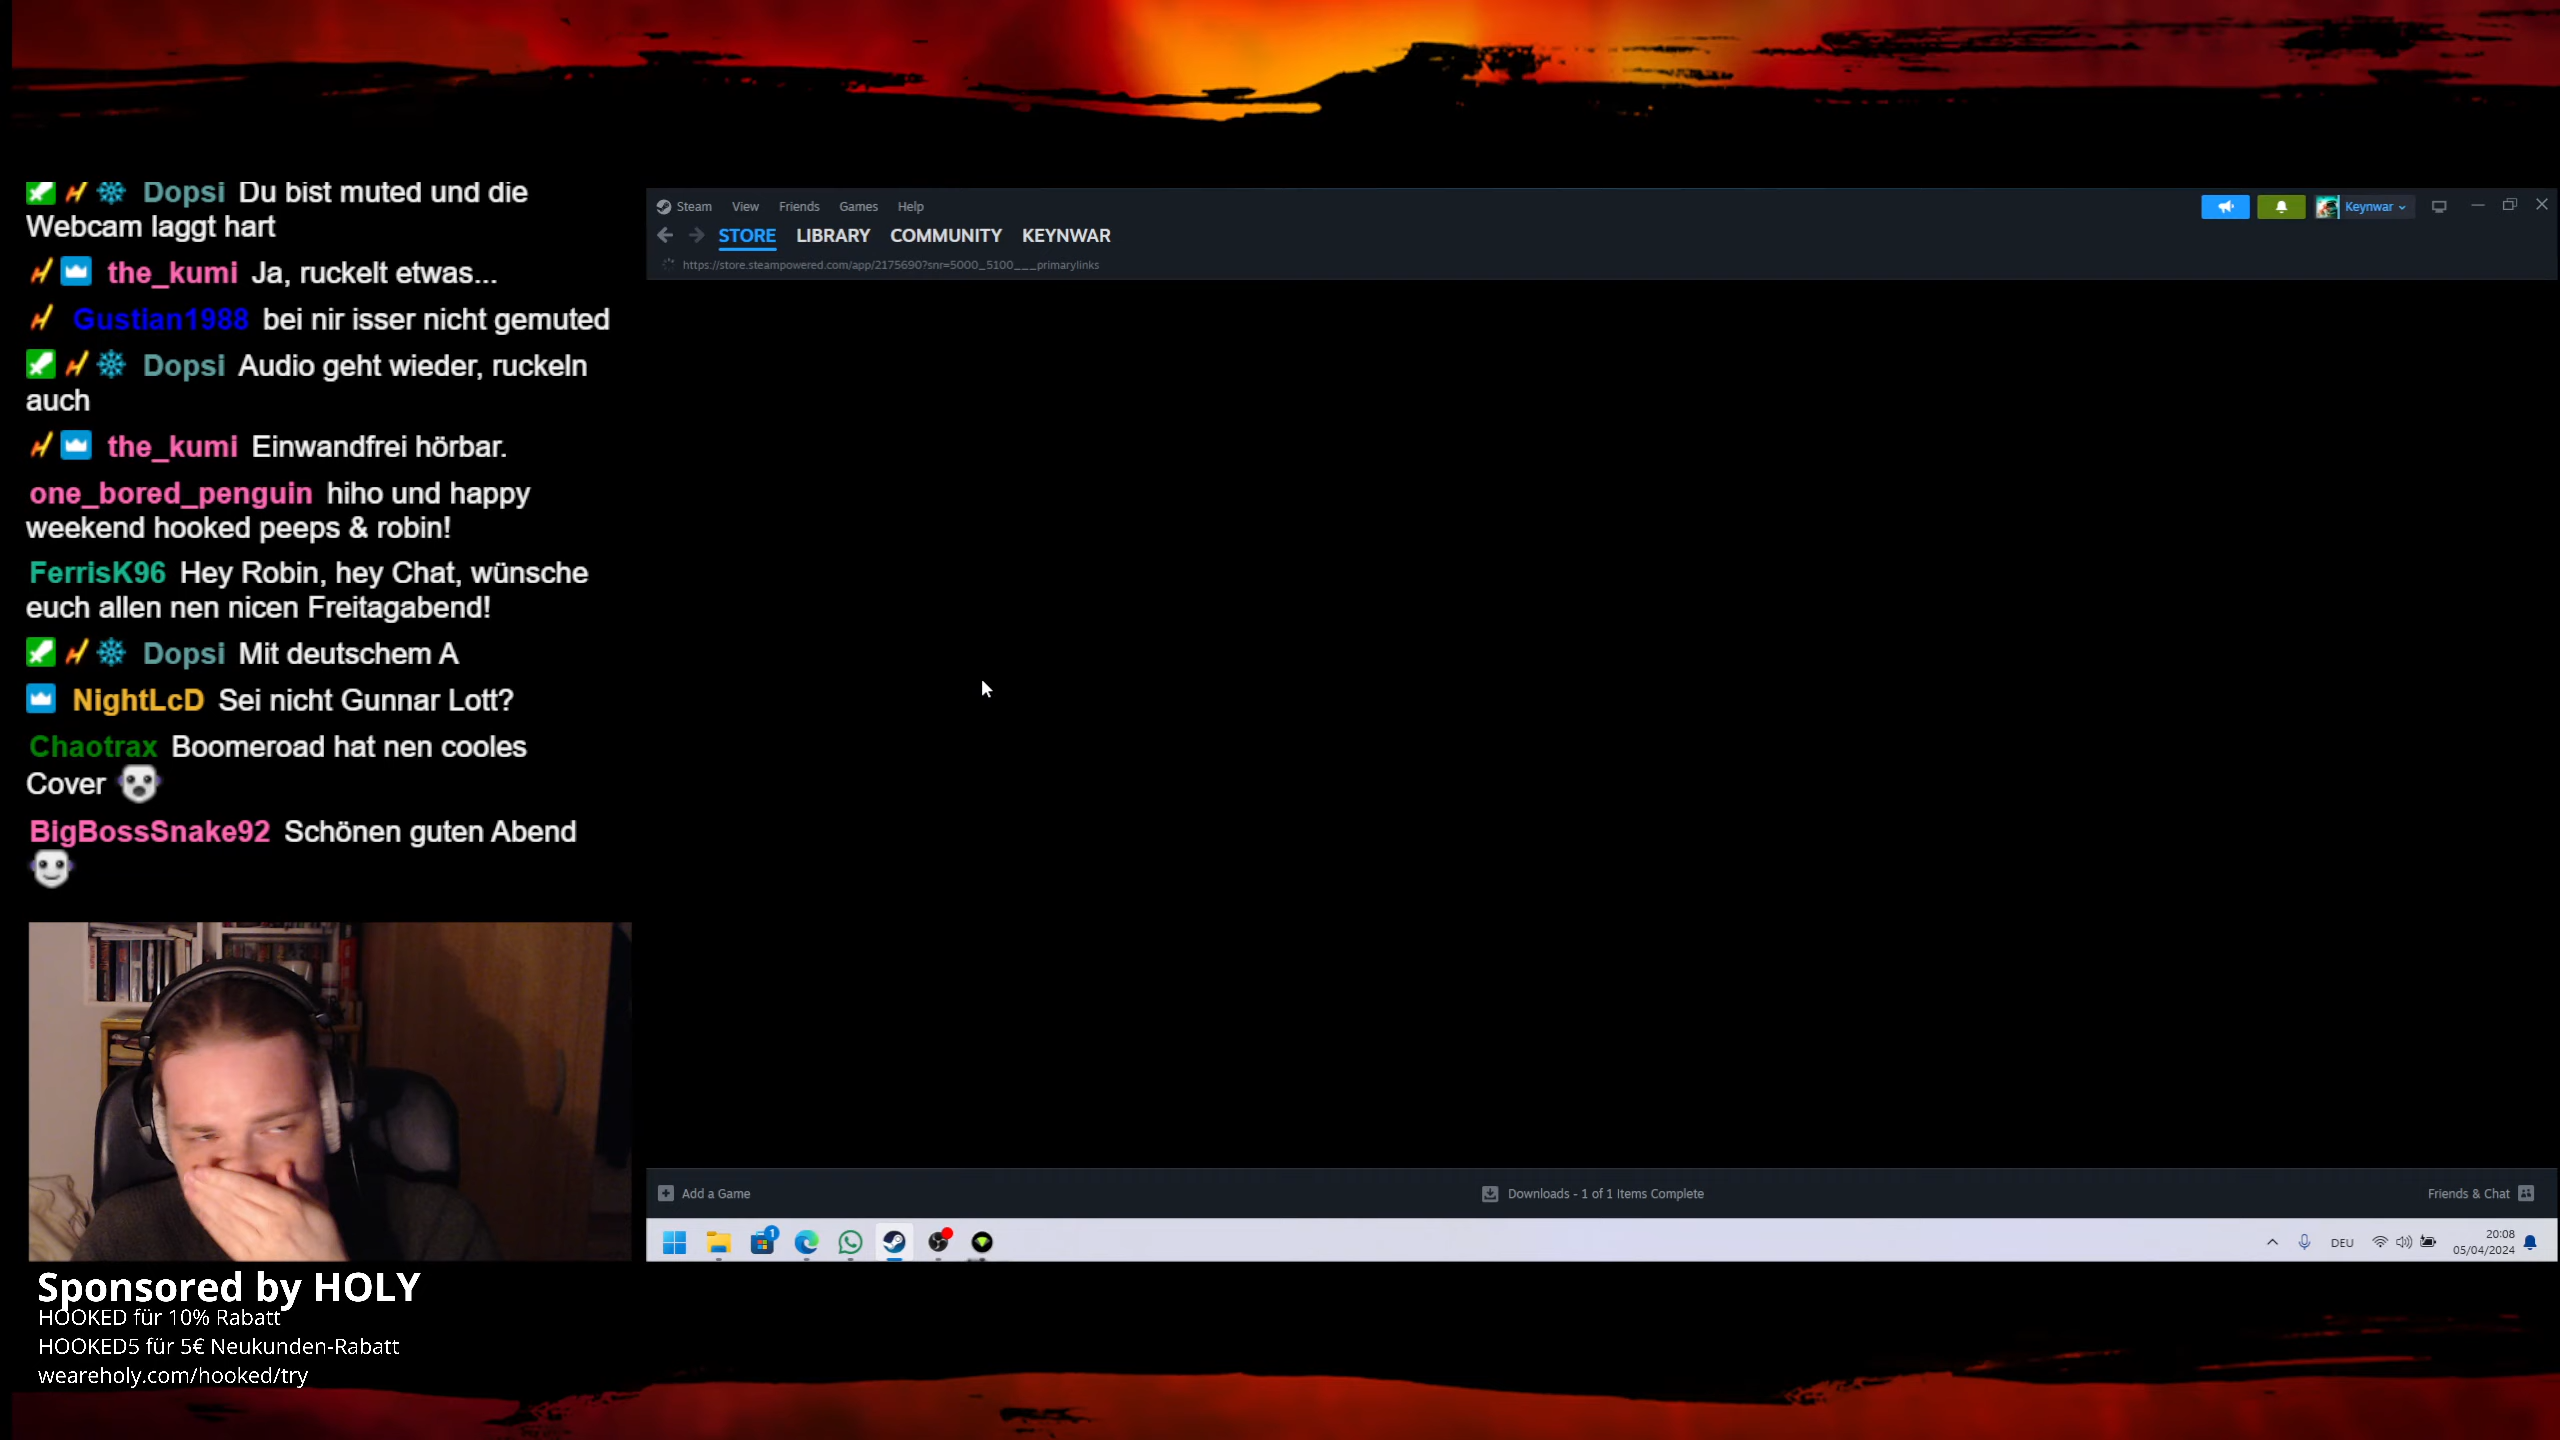 Dopsi Du bist muted und die
Webcam laggt hart
the_kumi Ja, ruckelt etwas...
Gustian1988 bei nir isser nicht gemuted
Dopsi Audio geht wieder, ruckeln
auch
the_kumi Einwandfrei hörbar.
one_bored_penguin hiho und happy
weekend hooked peeps & robin!
FerrisK96 Hey Robin, hey Chat, wünsche
euch allen nen nicen Freitagabend!
Dopsi Mit deutschem A
NightLcD Sei nicht Gunnar Lott?
Chaotrax Boomeroad hat nen cooles
Cover
BigBossSnake92 Schönen guten Abend
Sponsored by HOLY
HOOKED für 10% Rabatt
HOOKED5 für 5€ Neukunden-Rabatt
weareholy.com/hooked/try
Steam View Friends Games Help
Keynwar
STORE LIBRARY COMMUNITY KEYNWAR
https://store.steampowered.com/app/2175690?snr=5000_5100___primarylinks
Add a Game
Downloads - 1 of 1 Items Complete
Friends & Chat
1
DEU
20:08
05/04/2024